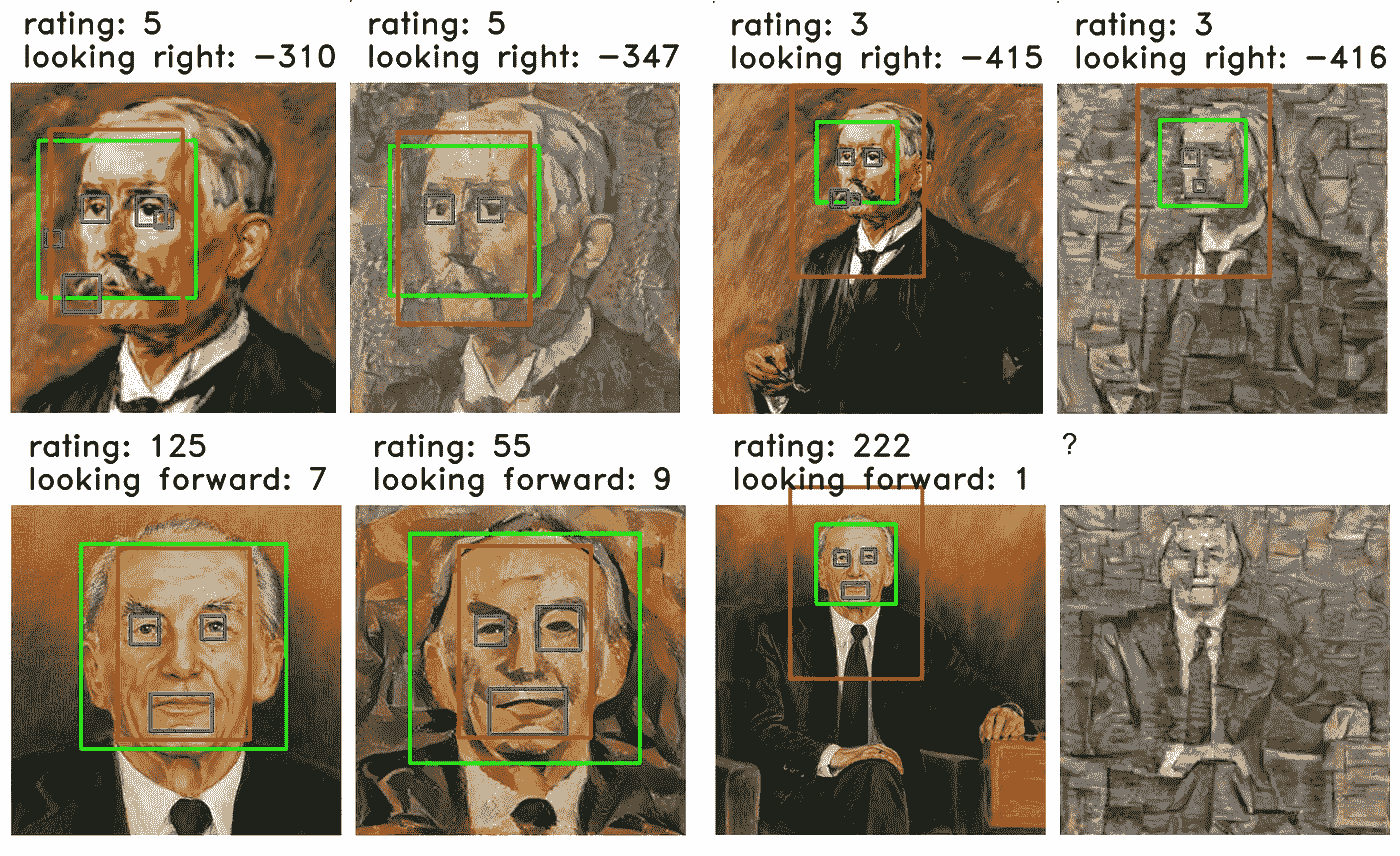 rating: 5
looking right: -310
rating: 5
looking right: -347
rating: 3
looking right: -415
rating: 3
looking right: -416
rating: 125
looking forward: 7
rating: 55
looking forward: 9
rating: 222
looking forward: 1
?